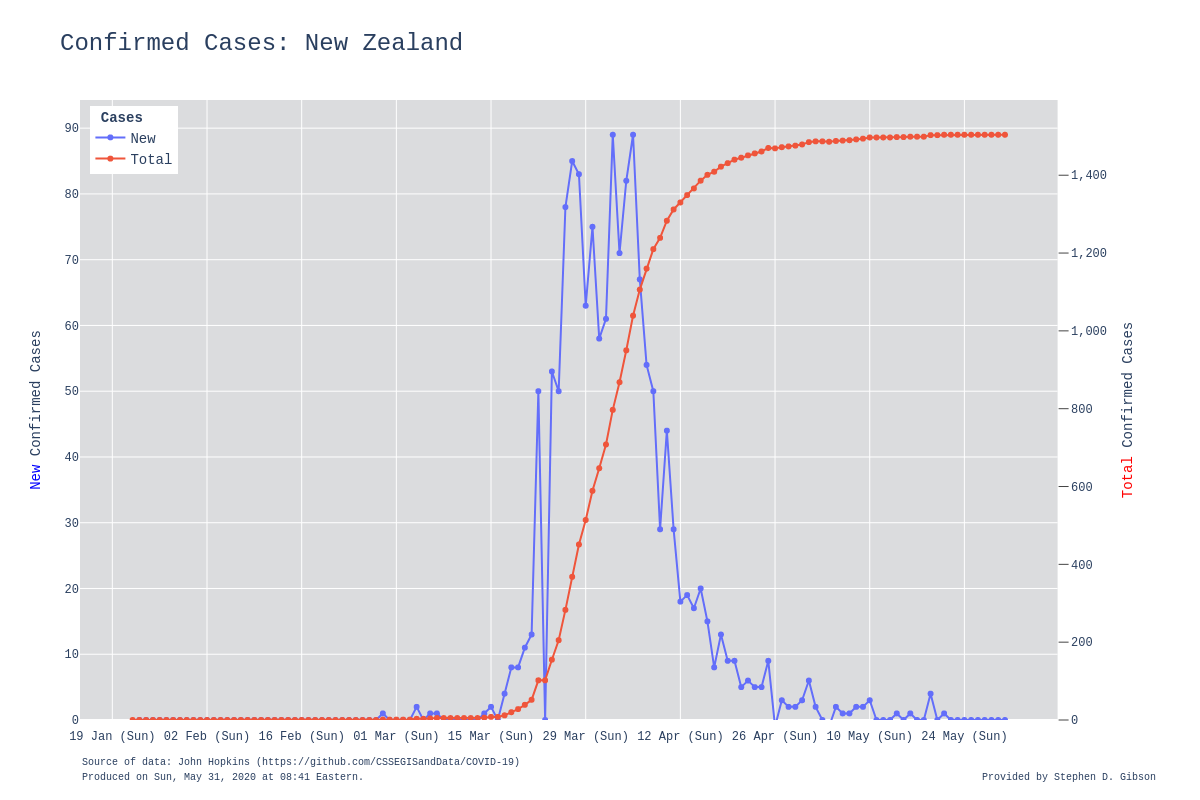 Confirmed Cases: New Zealand
Cases
New
Total
90
80
70
60
50
40
30
20
10
0
New Confirmed Cases
1,400
1,200
1,000
800
600
400
200
0
Total Confirmed Cases
19 Jan (Sun) 02 Feb (Sun) 16 Feb (Sun) 01 Mar (Sun) 15 Mar (Sun) 29 Mar (Sun) 12 Apr (Sun) 26 Apr (Sun) 10 May (Sun) 24 May (Sun)
Source of data: John Hopkins (https://github.com/CSSEGISandData/COVID-19)
Produced on Sun, May 31, 2020 at 08:41 Eastern.
Provided by Stephen D. Gibson